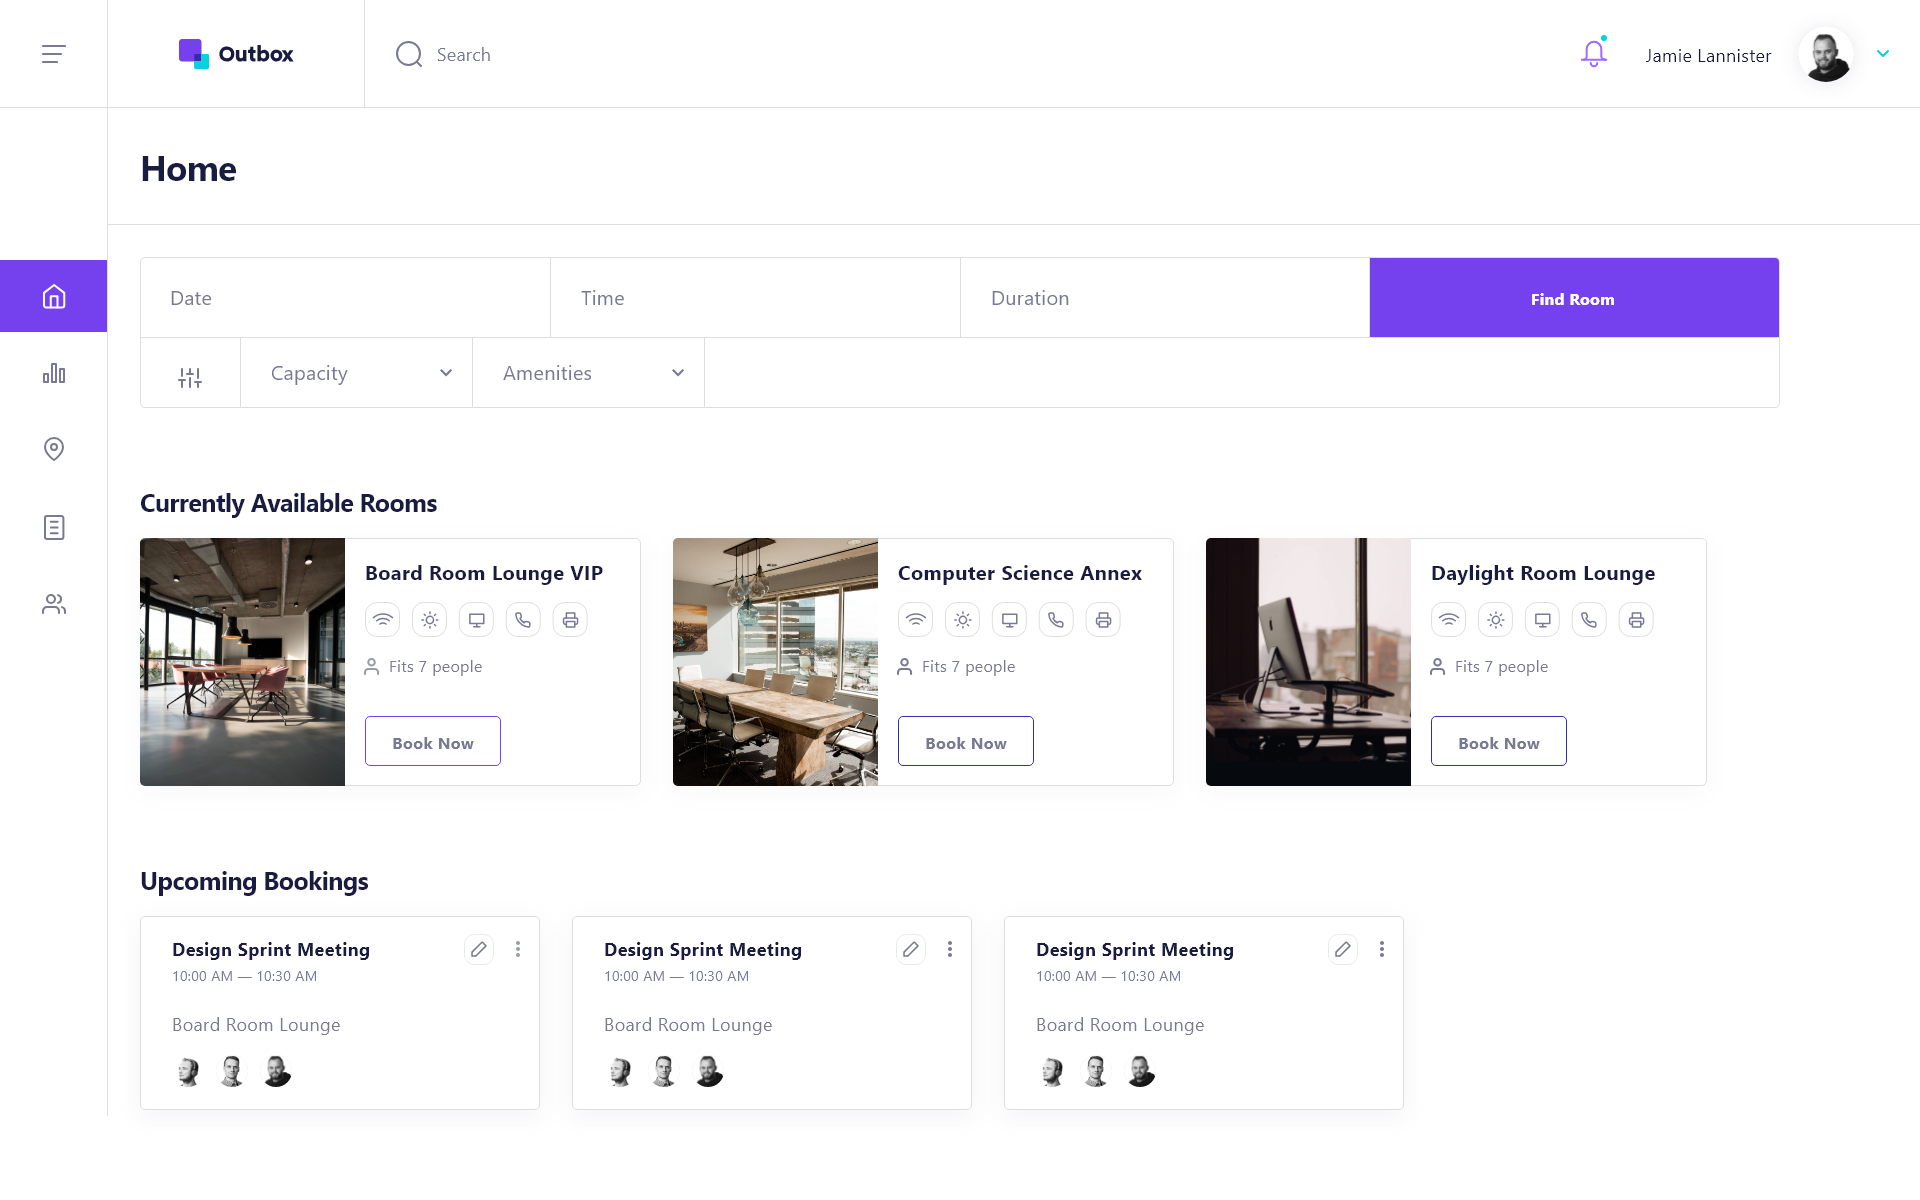 Outbox
Search
Jamie Lannister
Home
Date
Time
Duration
Find Room
Capacity
Amenities
Currently Available Rooms
Board Room Lounge VIP
Fits 7 people
Book Now
Computer Science Annex
Fits 7 people
Book Now
Daylight Room Lounge
Fits 7 people
Book Now
Upcoming Bookings
Design Sprint Meeting
10:00 AM — 10:30 AM
Board Room Lounge
Design Sprint Meeting
10:00 AM — 10:30 AM
Board Room Lounge
Design Sprint Meeting
10:00 AM — 10:30 AM
Board Room Lounge